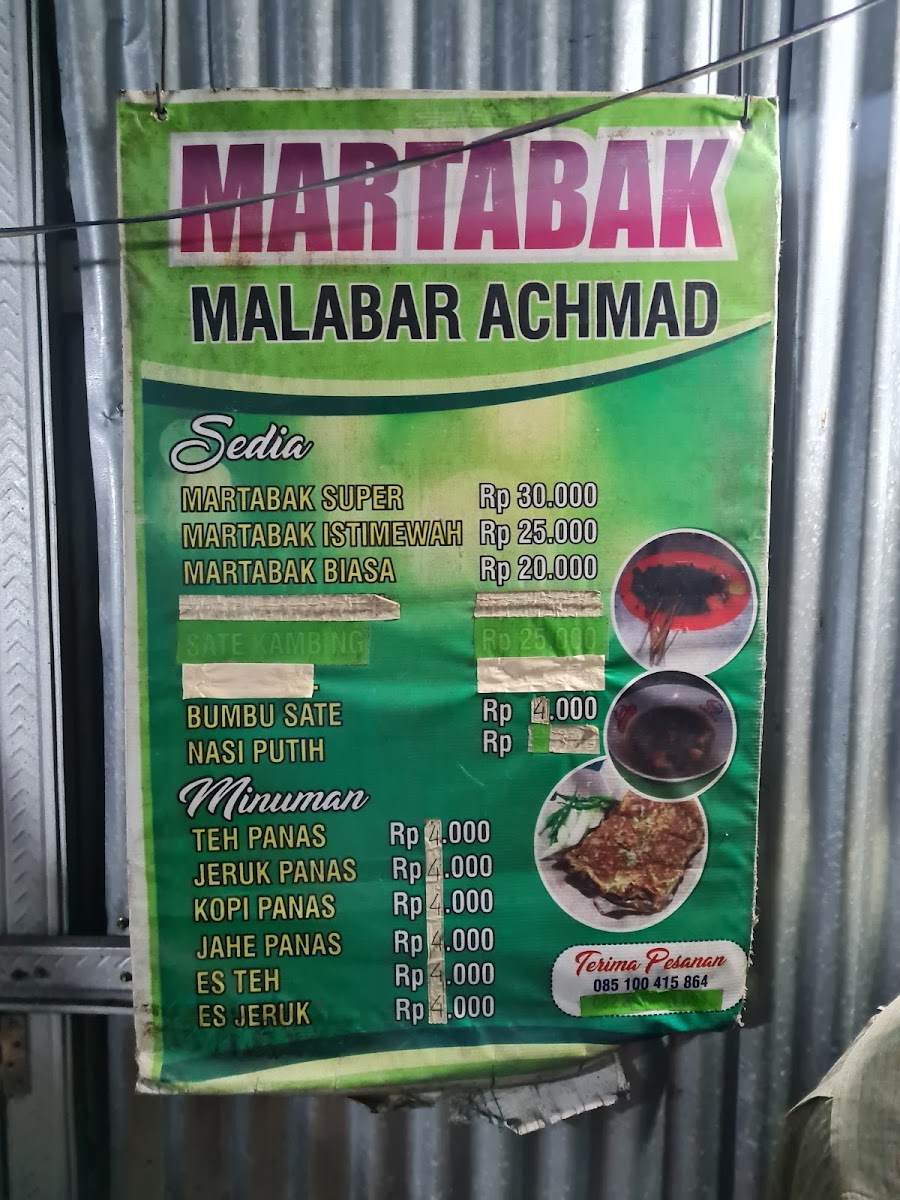 MARTABAK
MALABAR ACHMAD
Sedia
MARTABAK SUPER Rp 30.000
MARTABAK ISTIMEWAH Rp 25.000
MARTABAK BIASA Rp 20.000
SATE KAMBING Rp 25.000
BUMBU SATE Rp 4.000
NASI PUTIH Rp
Minuman
TEH PANAS Rp 4.000
JERUK PANAS Rp 4.000
KOPI PANAS Rp 4.000
JAHE PANAS Rp 4.000
ES TEH Rp 4.000
ES JERUK Rp 4.000
Terima Pesanan
085 100 415 864